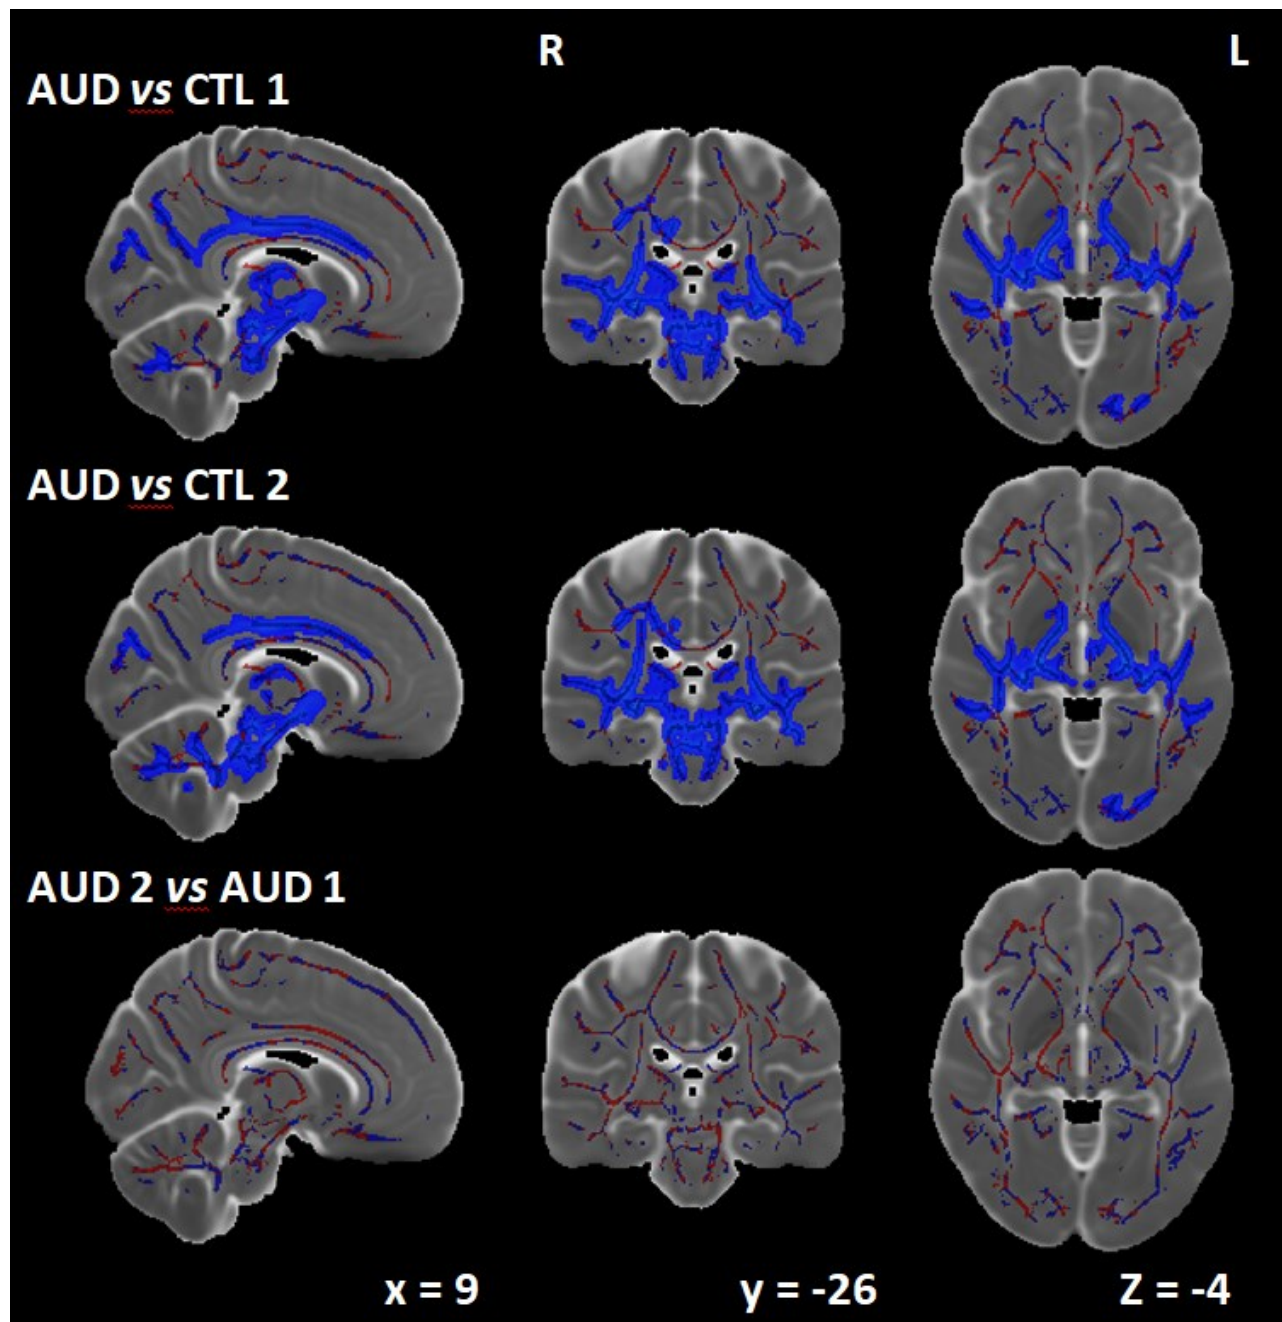 R
L
AUD vs CTL 1
AUD vs CTL 2
AUD 2 vs AUD 1
x = 9
y = -26
Z = -4